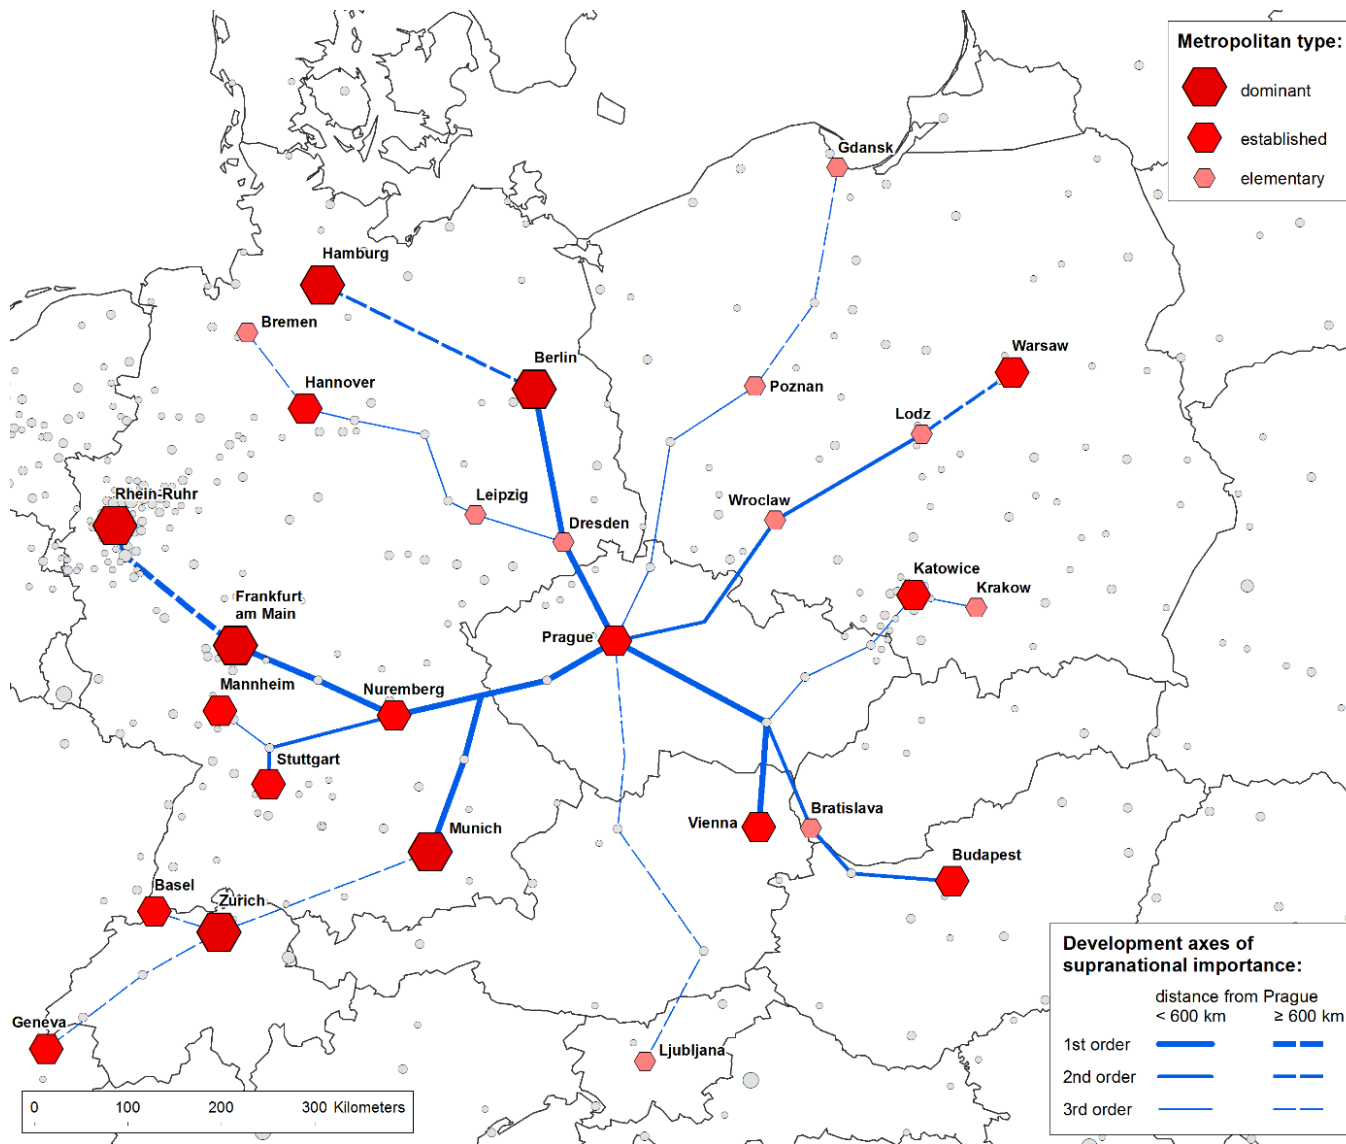 Metropolitan type:
dominant
established
elementary
Gdansk
Hamburg
Bremen
Berlin
Warsaw
Hannover
Poznan
Lodz
Rhein-Ruhr
Leipzig
Wroclaw
Dresden
Katowice
Krakow
Frankfurt
am Main
Prague
Mannheim
Nuremberg
Stuttgart
Munich
Vienna
Bratislava
Budapest
Basel
Zürich
Geneva
Ljubljana
Development axes of
supranational importance:
distance from Prague
< 600 km ≥ 600 km
1st order
2nd order
3rd order
0 100 200 300 Kilometers